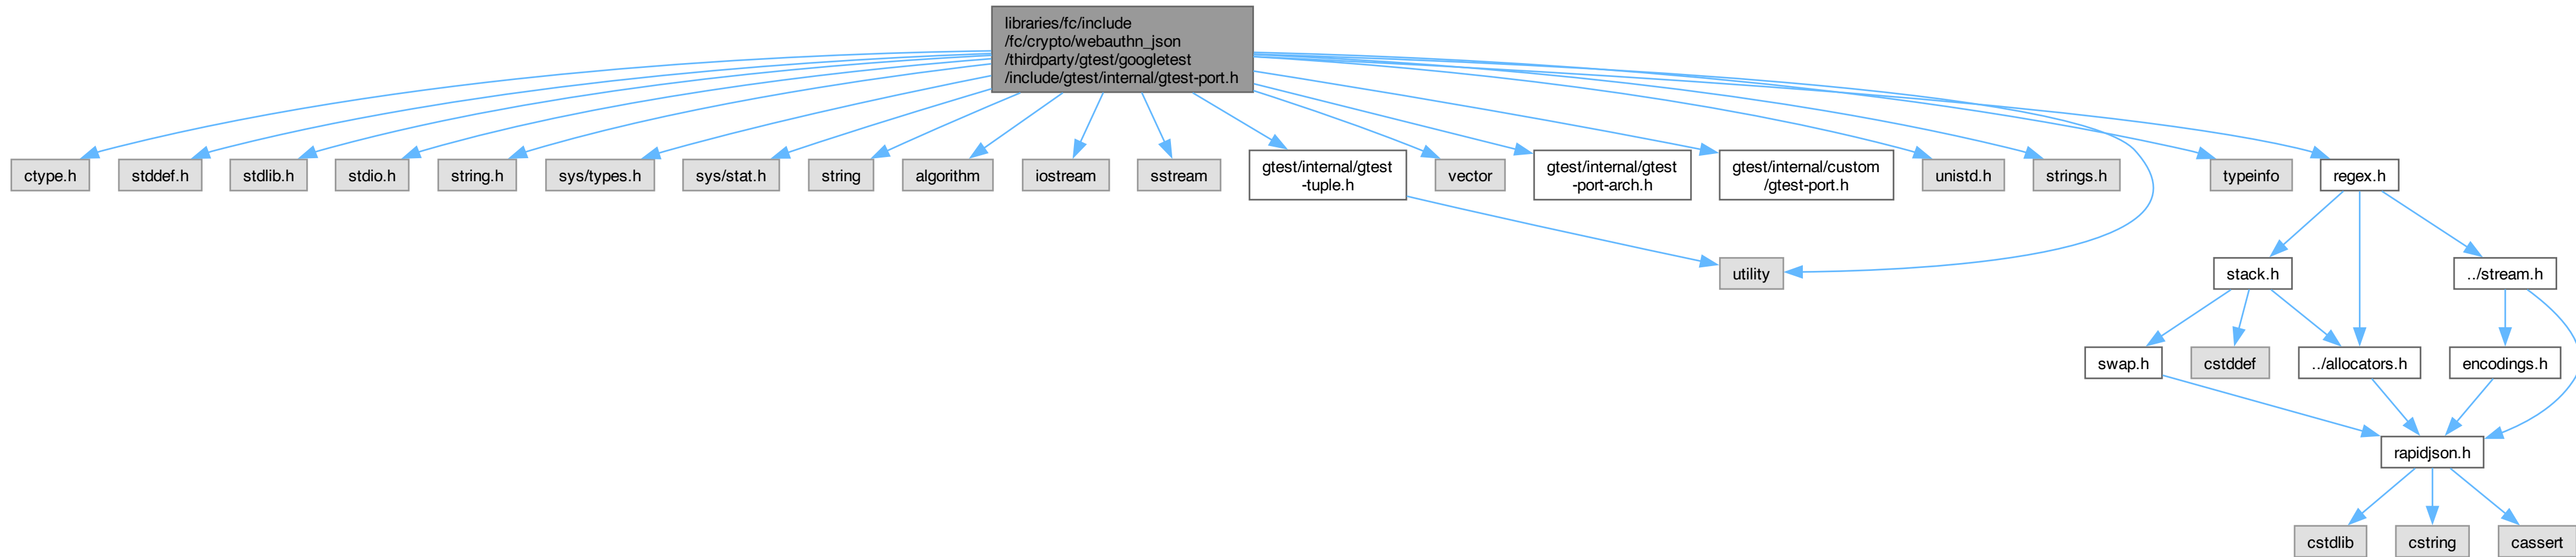 libraries/fc/include
/fc/crypto/webauthn_json
/thirdparty/gtest/googletest
/include/gtest/internal/gtest-port.h
ctype.h
stddef.h
stdlib.h
stdio.h
string.h
sys/types.h
sys/stat.h
string
algorithm
iostream
sstream
gtest/internal/gtest
-tuple.h
vector
gtest/internal/gtest
-port-arch.h
gtest/internal/custom
/gtest-port.h
unistd.h
strings.h
typeinfo
regex.h
utility
stack.h
../stream.h
swap.h
cstddef
../allocators.h
encodings.h
rapidjson.h
cstdlib
cstring
cassert